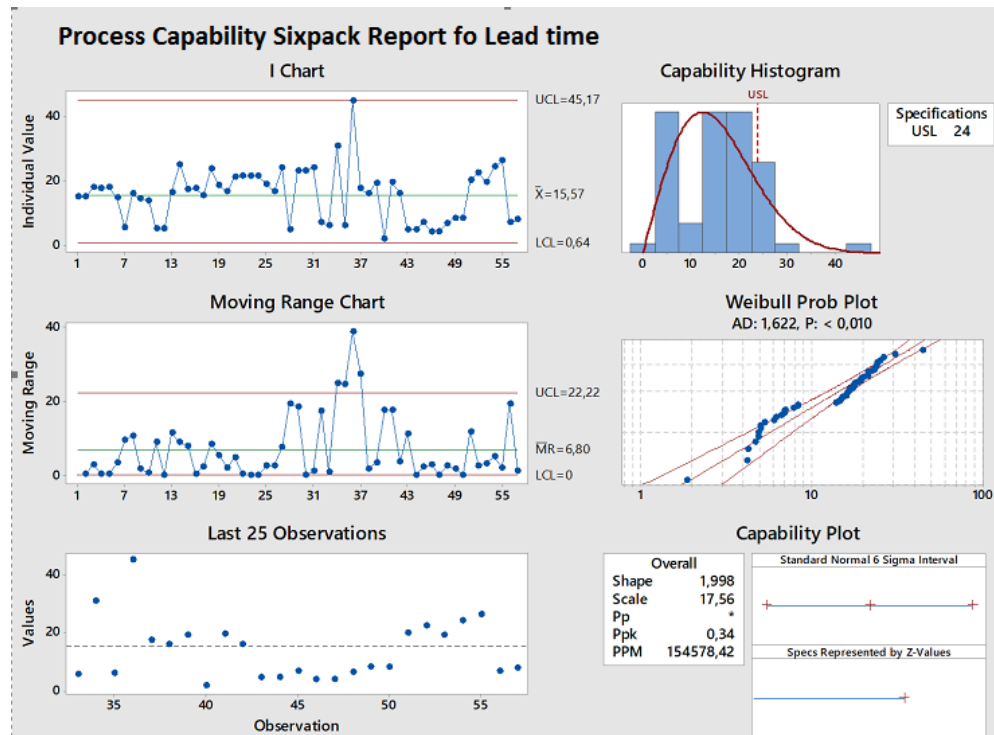 Process Capability Sixpack Report fo Lead time
I Chart
Individual Value
40
20
0
UCL=45,17
X̅=15,57
LCL=0,64
1 7 13 19 25 31 37 43 49 55
Capability Histogram
USL
0 10 20 30 40
Specifications
USL 24
Moving Range Chart
Moving Range
40
20
0
UCL=22,22
M̅R̅=6,80
LCL=0
1 7 13 19 25 31 37 43 49 55
Weibull Prob Plot
AD: 1,622, P: < 0,010
1 10 100
Last 25 Observations
Values
40
20
0
35 40 45 50 55
Observation
Capability Plot
Overall
Shape 1,998
Scale 17,56
Pp *
Ppk 0,34
PPM 154578,42
Standard Normal 6 Sigma Interval
Specs Represented by Z-Values